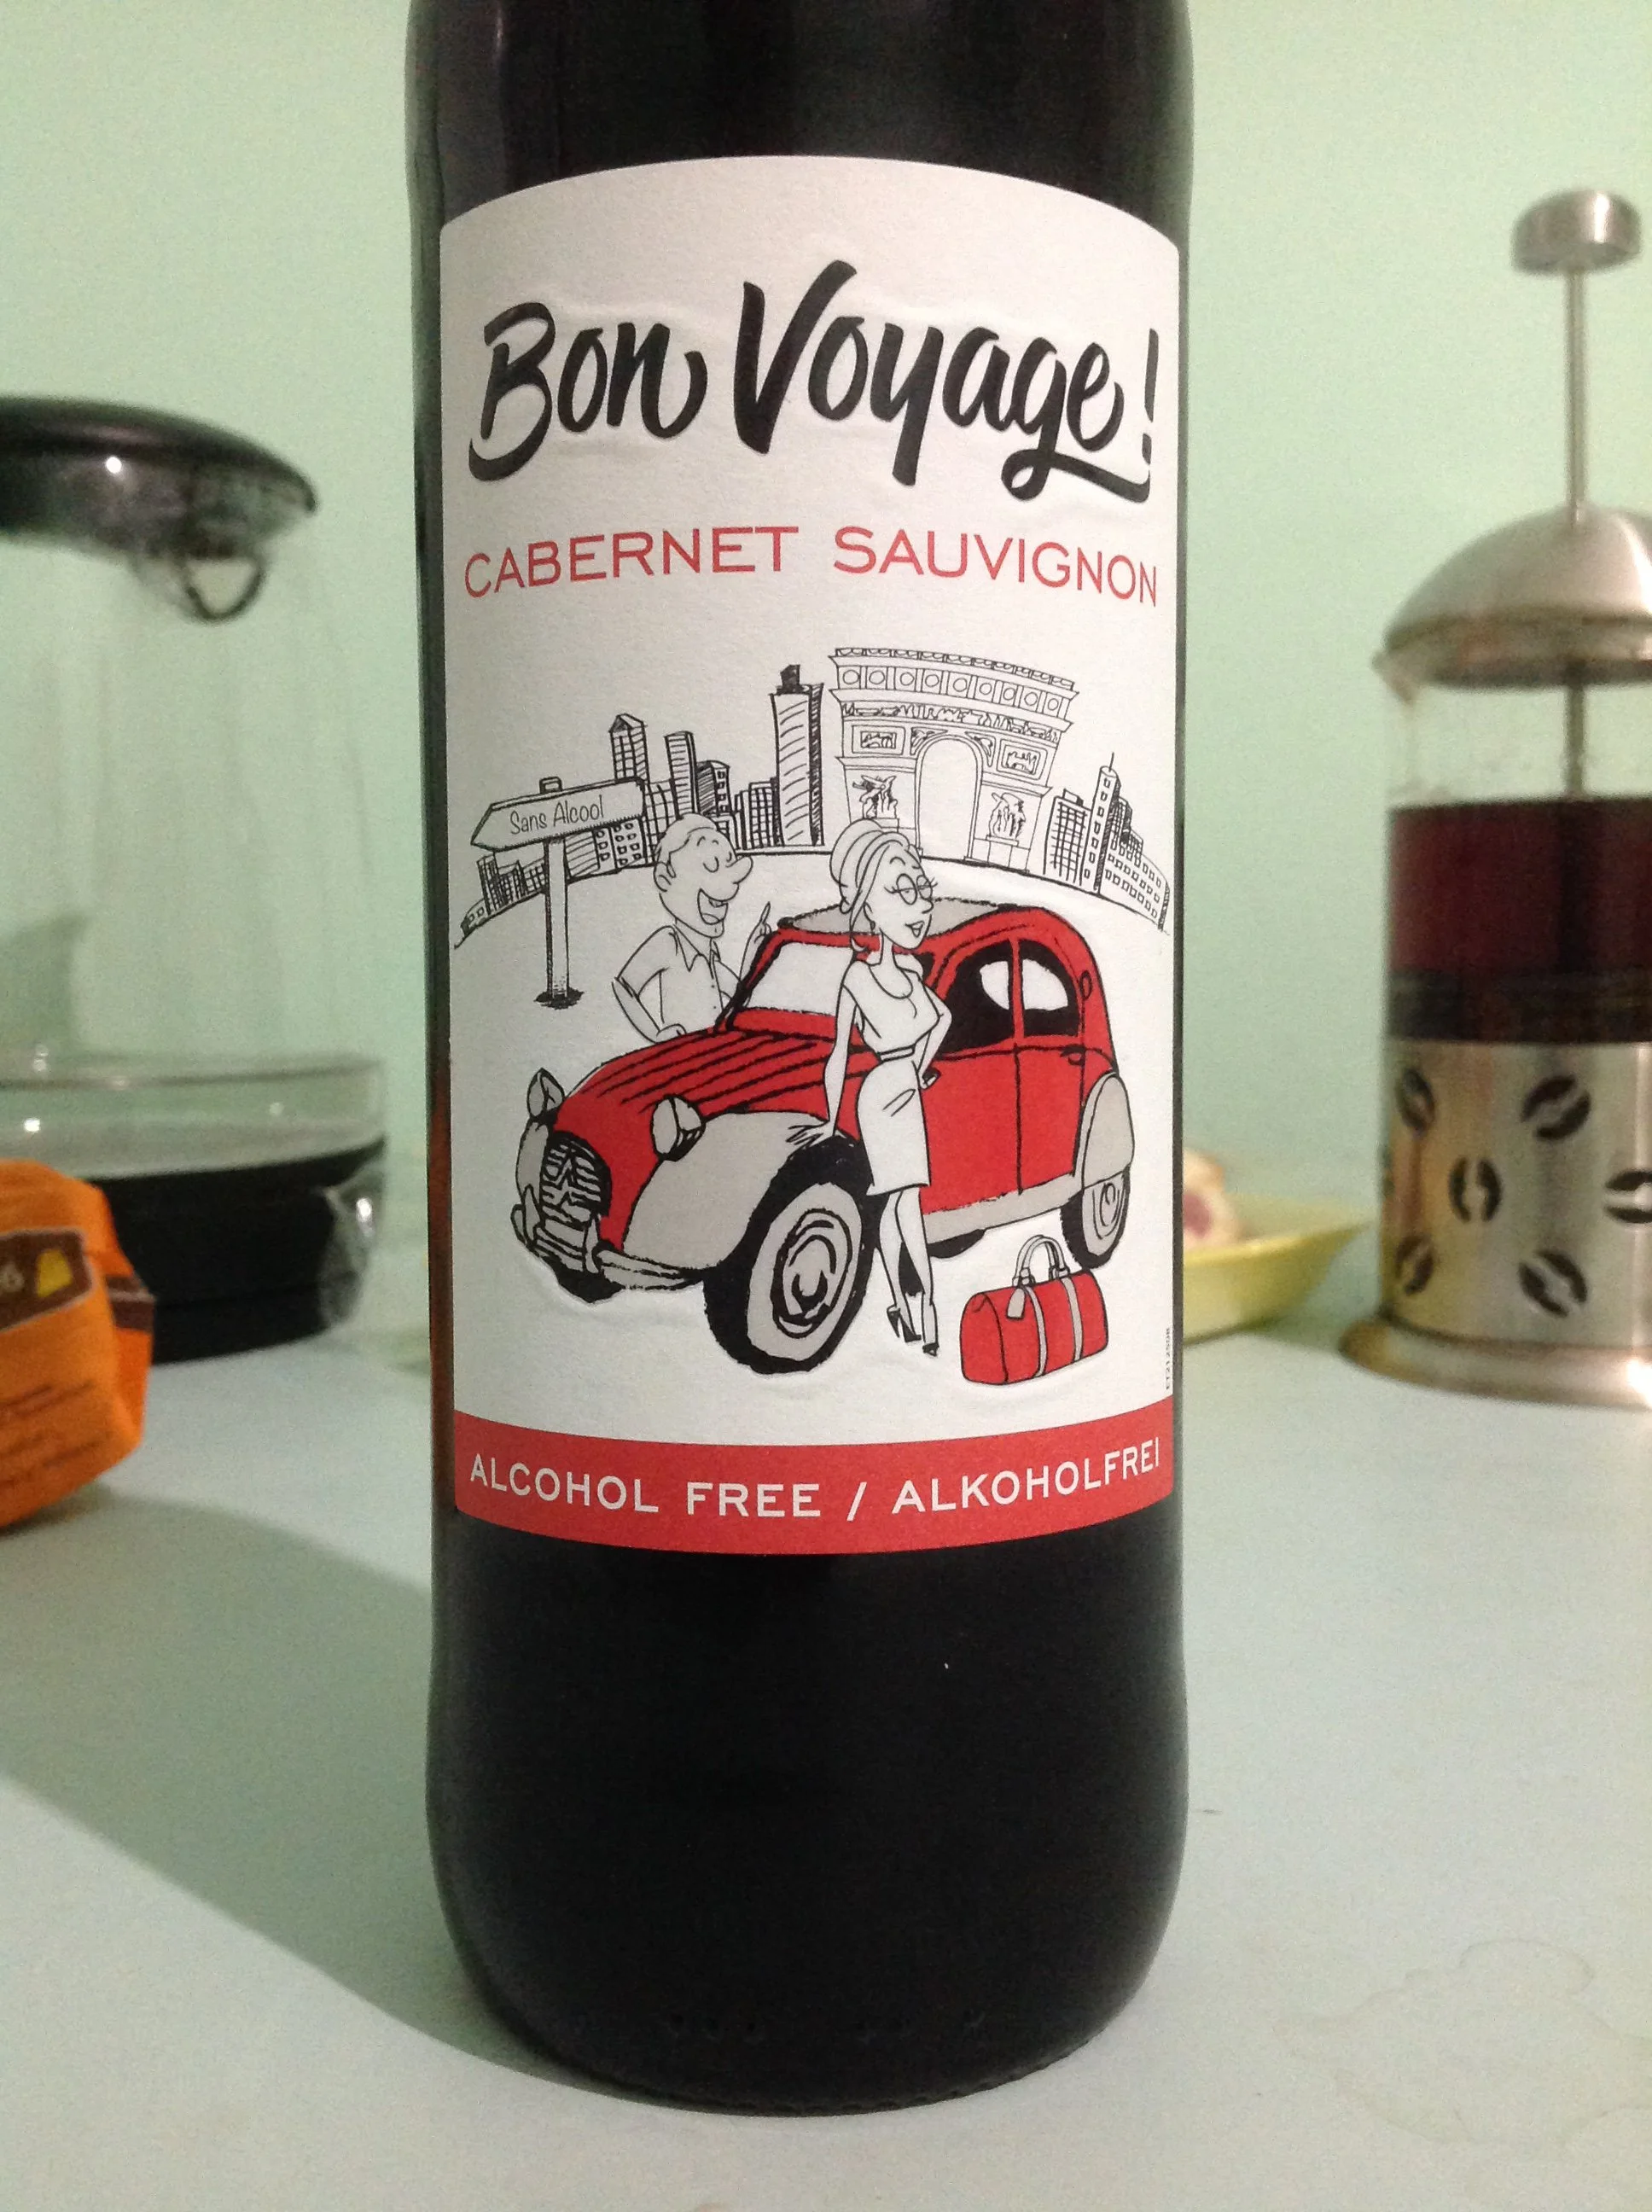 Bon Voyage!
CABERNET SAUVIGNON
Sans Alcool
ALCOHOL FREE / ALKOHOLFREI